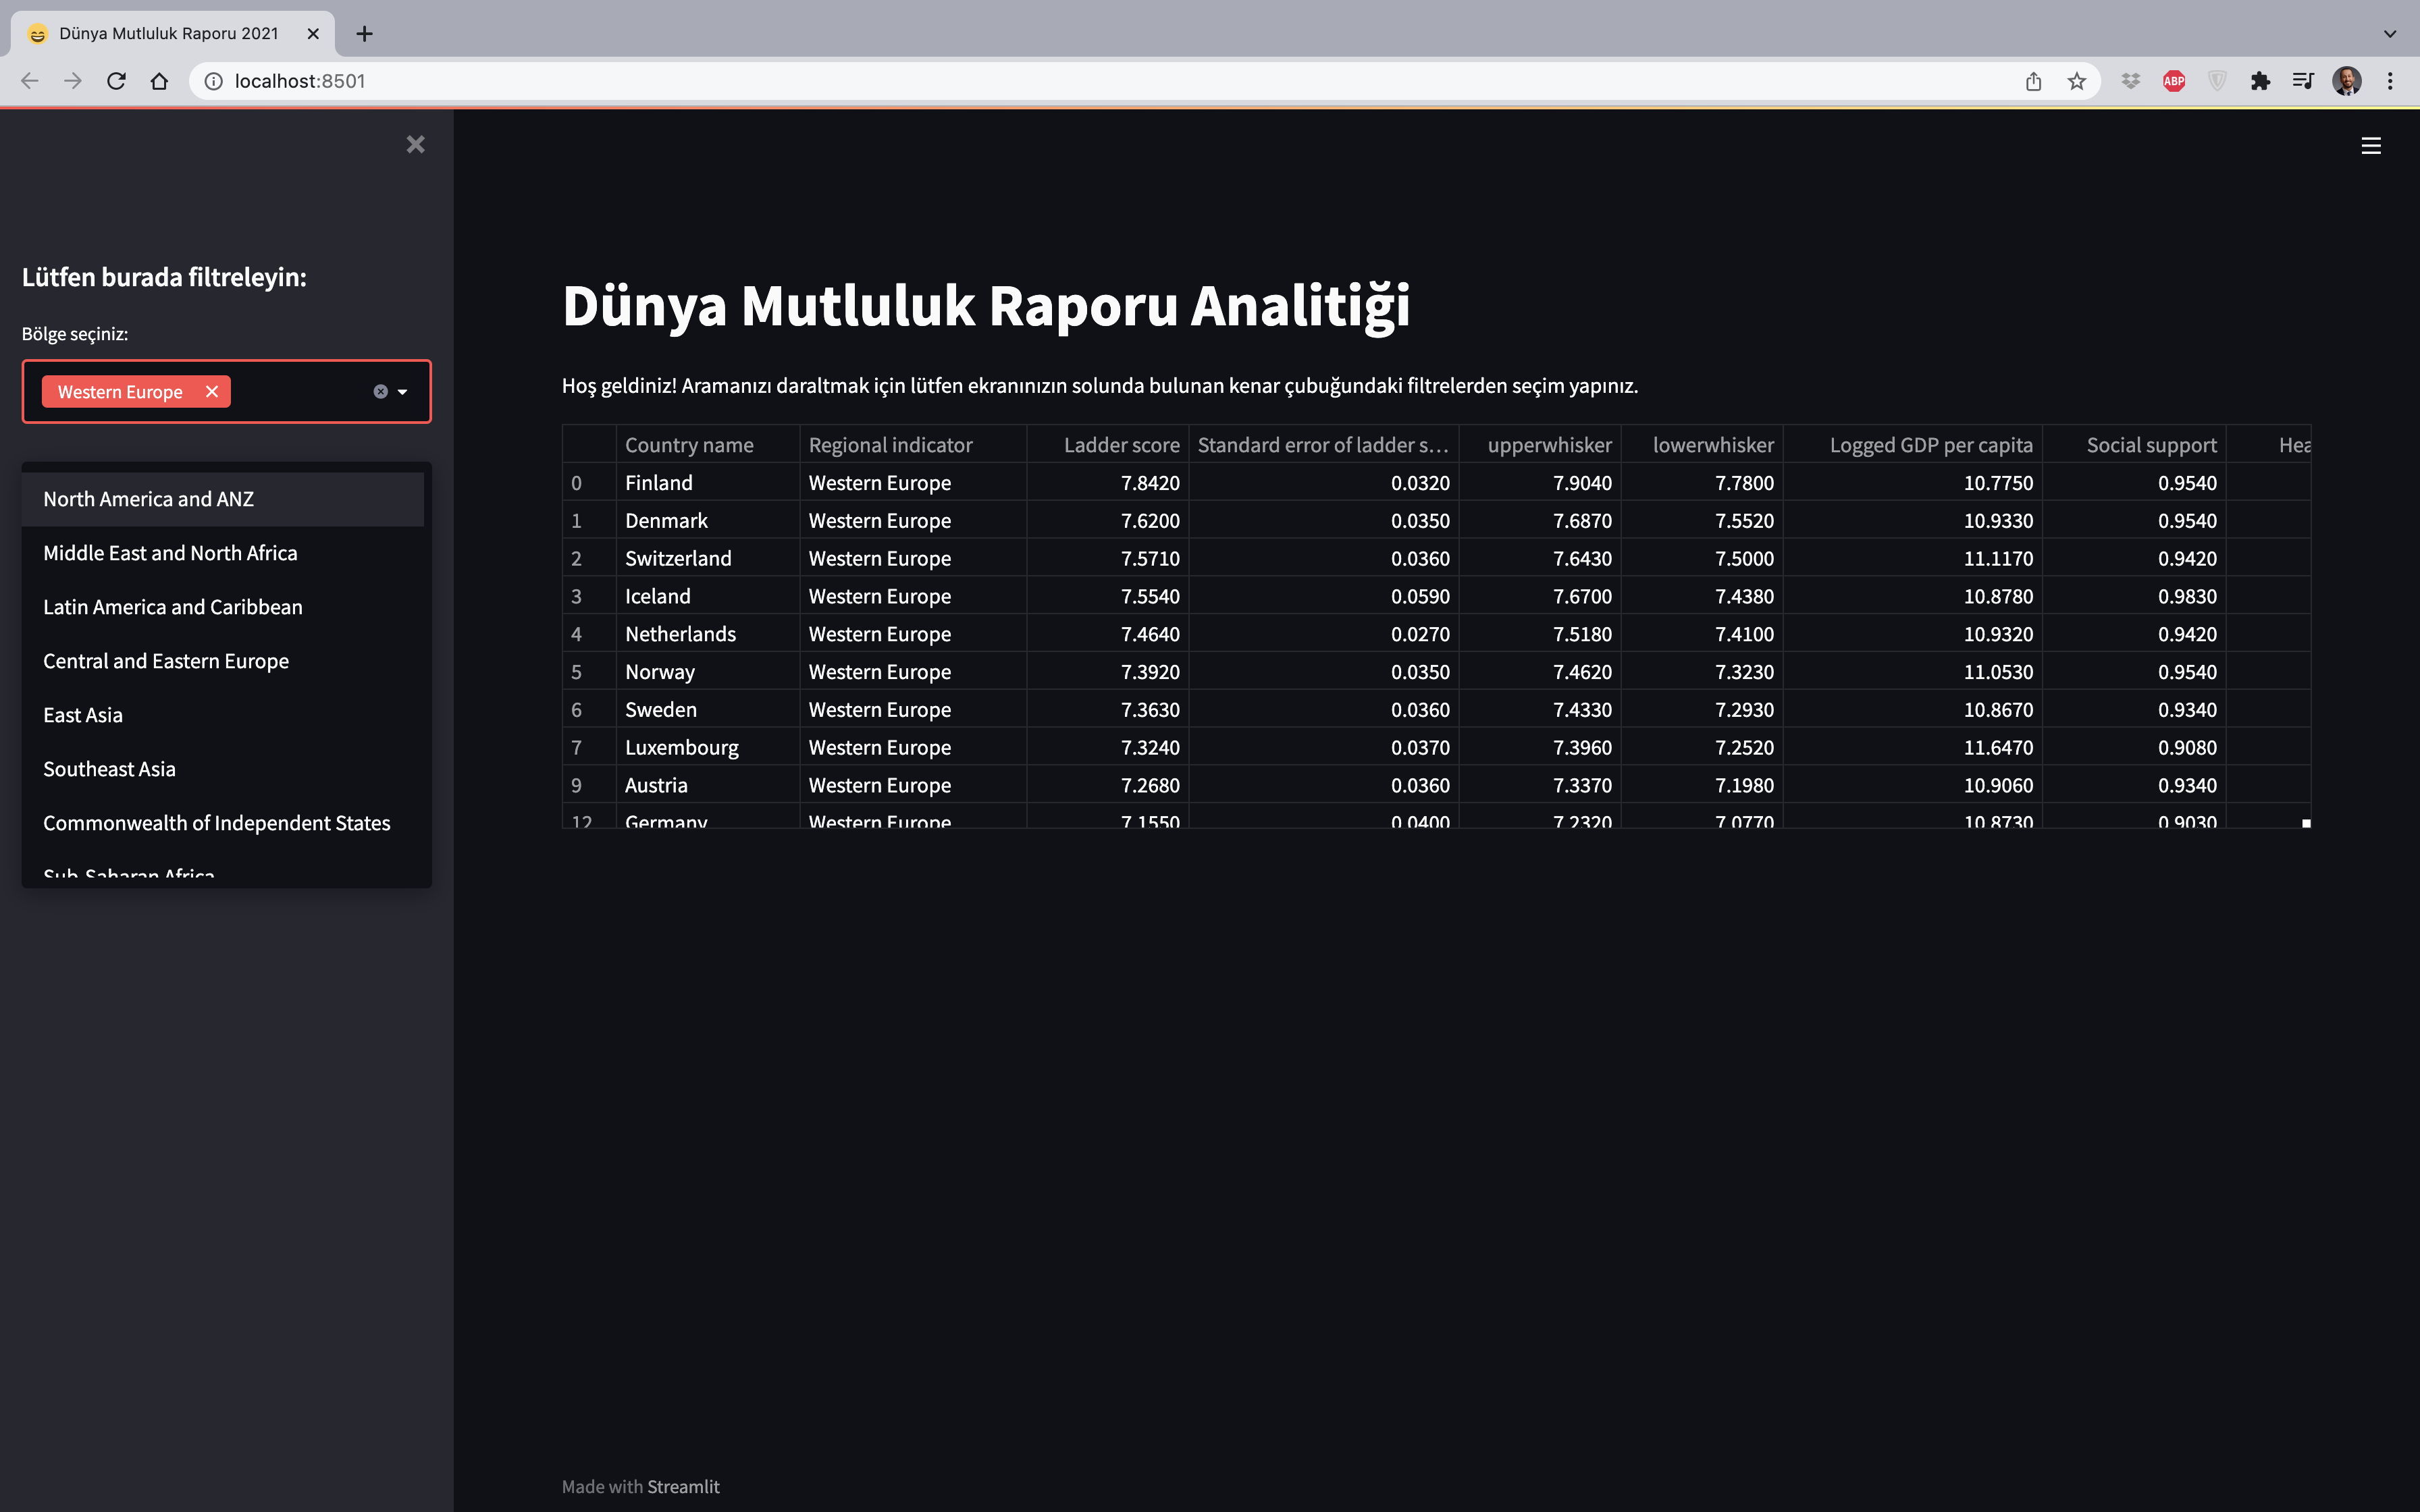 Dünya Mutluluk Raporu 2021
localhost:8501
ABP
Lütfen burada filtreleyin:
Bölge seçiniz:
Western Europe
North America and ANZ
Middle East and North Africa
Latin America and Caribbean
Central and Eastern Europe
East Asia
Southeast Asia
Commonwealth of Independent States
Sub-Saharan Africa
Dünya Mutluluk Raporu Analitiği
Hoş geldiniz! Aramanızı daraltmak için lütfen ekranınızın solunda bulunan kenar çubuğundaki filtrelerden seçim yapınız.
Country name Regional indicator Ladder score Standard error of ladder s... upperwhisker lowerwhisker Logged GDP per capita Social support Hea
0 Finland Western Europe 7.8420 0.0320 7.9040 7.7800 10.7750 0.9540
1 Denmark Western Europe 7.6200 0.0350 7.6870 7.5520 10.9330 0.9540
2 Switzerland Western Europe 7.5710 0.0360 7.6430 7.5000 11.1170 0.9420
3 Iceland Western Europe 7.5540 0.0590 7.6700 7.4380 10.8780 0.9830
4 Netherlands Western Europe 7.4640 0.0270 7.5180 7.4100 10.9320 0.9420
5 Norway Western Europe 7.3920 0.0350 7.4620 7.3230 11.0530 0.9540
6 Sweden Western Europe 7.3630 0.0360 7.4330 7.2930 10.8670 0.9340
7 Luxembourg Western Europe 7.3240 0.0370 7.3960 7.2520 11.6470 0.9080
9 Austria Western Europe 7.2680 0.0360 7.3370 7.1980 10.9060 0.9340
12 Germany Western Europe 7.1550 0.0400 7.2320 7.0770 10.8730 0.9030
Made with Streamlit